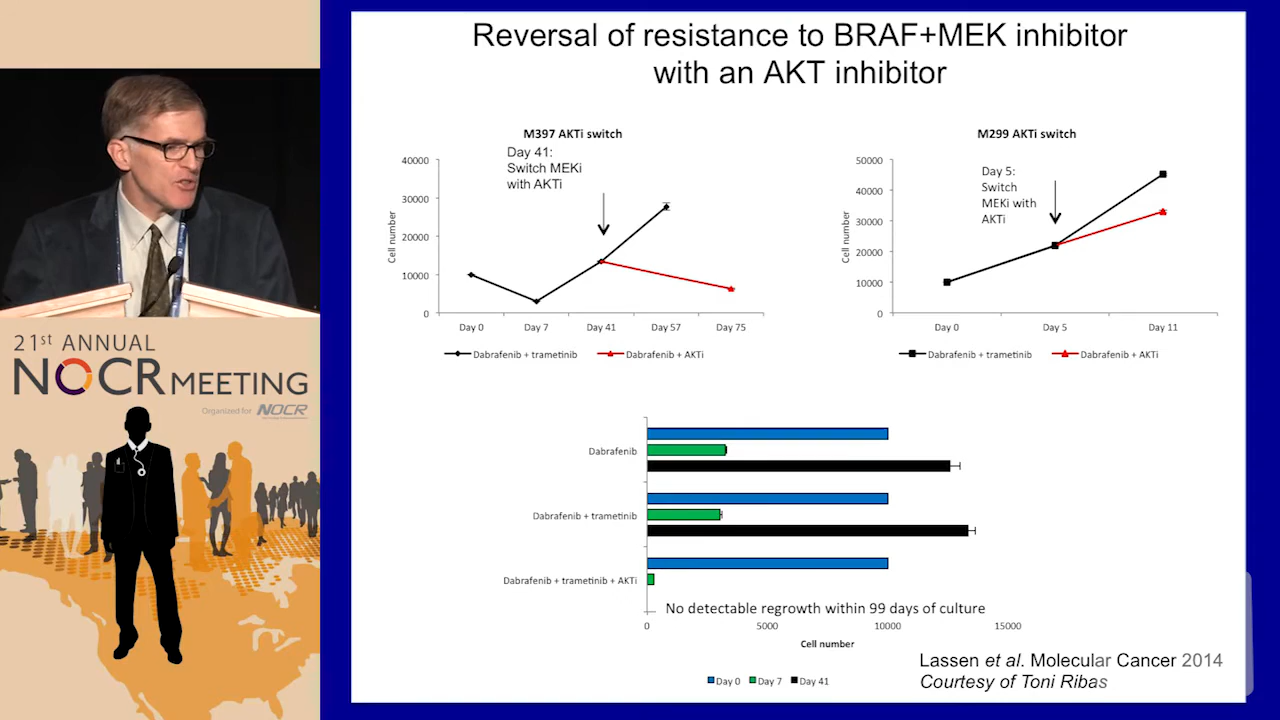 Reversal of resistance to BRAF+MEK inhibitor
with an AKT inhibitor
M397 AKTi switch
Day 41:
Switch MEKi
with AKTi
40000
30000
20000
10000
0
Cell number
Day 0
Day 7
Day 41
Day 57
Day 75
Dabrafenib + trametinib
Dabrafenib + AKTi
M299 AKTi switch
Day 5:
Switch
MEKi with
AKTi
50000
40000
30000
20000
10000
0
Cell number
Day 0
Day 5
Day 11
Dabrafenib + trametinib
Dabrafenib + AKTi
Dabrafenib
Dabrafenib + trametinib
Dabrafenib + trametinib + AKTi
No detectable regrowth within 99 days of culture
0
5000
10000
15000
Cell number
Day 0
Day 7
Day 41
Lassen et al. Molecular Cancer 2014
Courtesy of Toni Ribas
21st ANNUAL
NOCR MEETING
Organized for NOCR